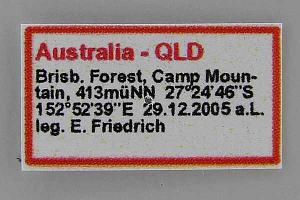 Australia - QLD
Brisb. Forest, Camp Moun-
tain, 413müNN 27°24'46"S
152°52'39"E 29.12.2005 a.L.
leg. E. Friedrich